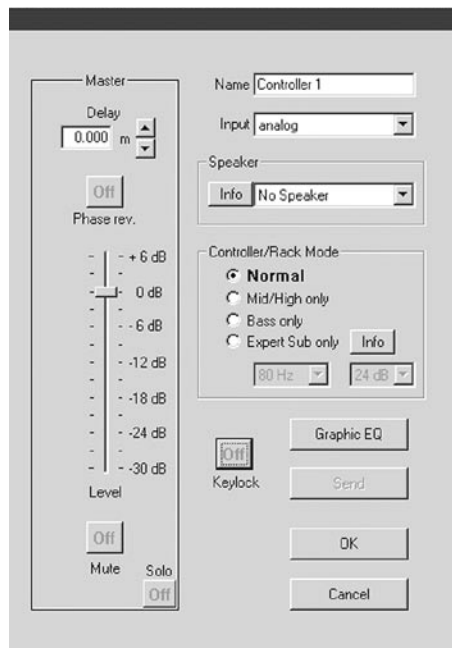 Master
Delay
0.000 m
Off
Phase rev.
+ 6 dB
0 dB
- 6 dB
-12 dB
-18 dB
-24 dB
-30 dB
Level
Off
Mute
Solo
Off
Name Controller 1
Input analog
Speaker
Info No Speaker
Controller/Rack Mode
Normal
Mid/High only
Bass only
Expert Sub only Info
80 Hz 24 dB
Off
Keylock
Graphic EQ
Send
OK
Cancel